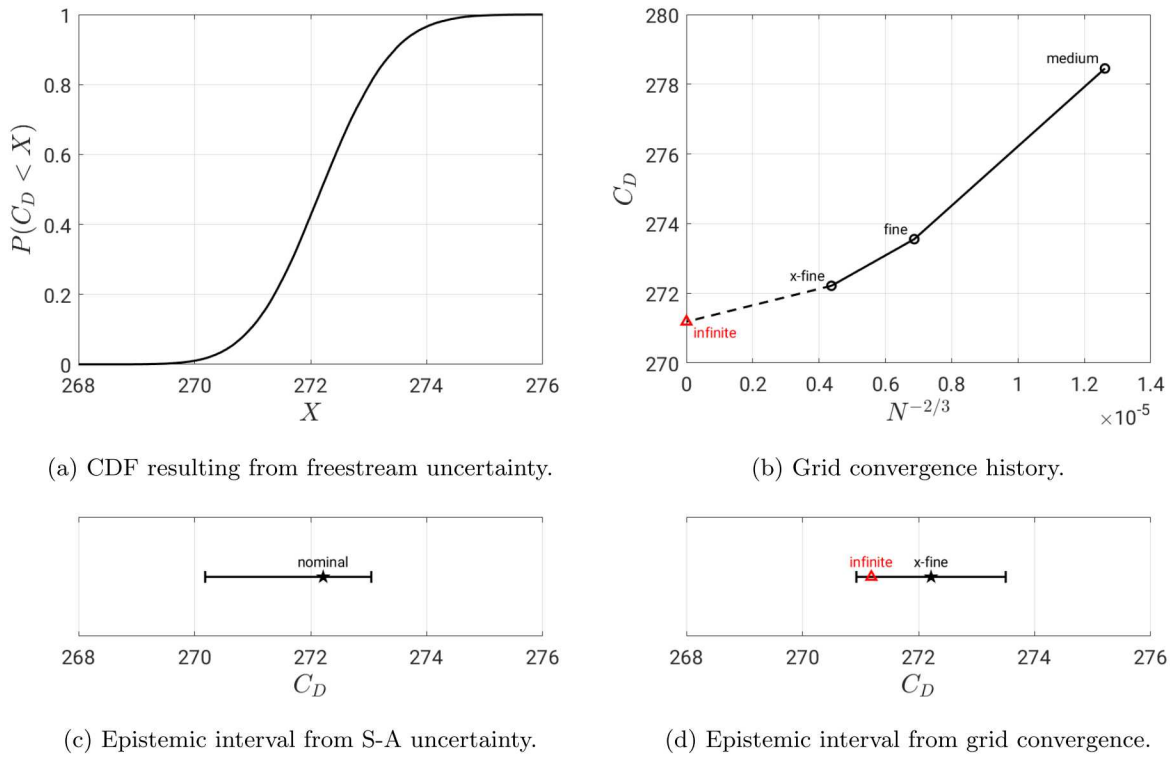 1
0.8
0.6
0.4
0.2
0
P(C_D < X)
268 270 272 274 276
X
(a) CDF resulting from freestream uncertainty.
280
278
276
274
272
270
C_D
medium
fine
x-fine
infinite
0 0.2 0.4 0.6 0.8 1 1.2 1.4
N^{-2/3}
×10^{-5}
(b) Grid convergence history.
nominal
268 270 272 274 276
C_D
(c) Epistemic interval from S-A uncertainty.
infinite x-fine
268 270 272 274 276
C_D
(d) Epistemic interval from grid convergence.